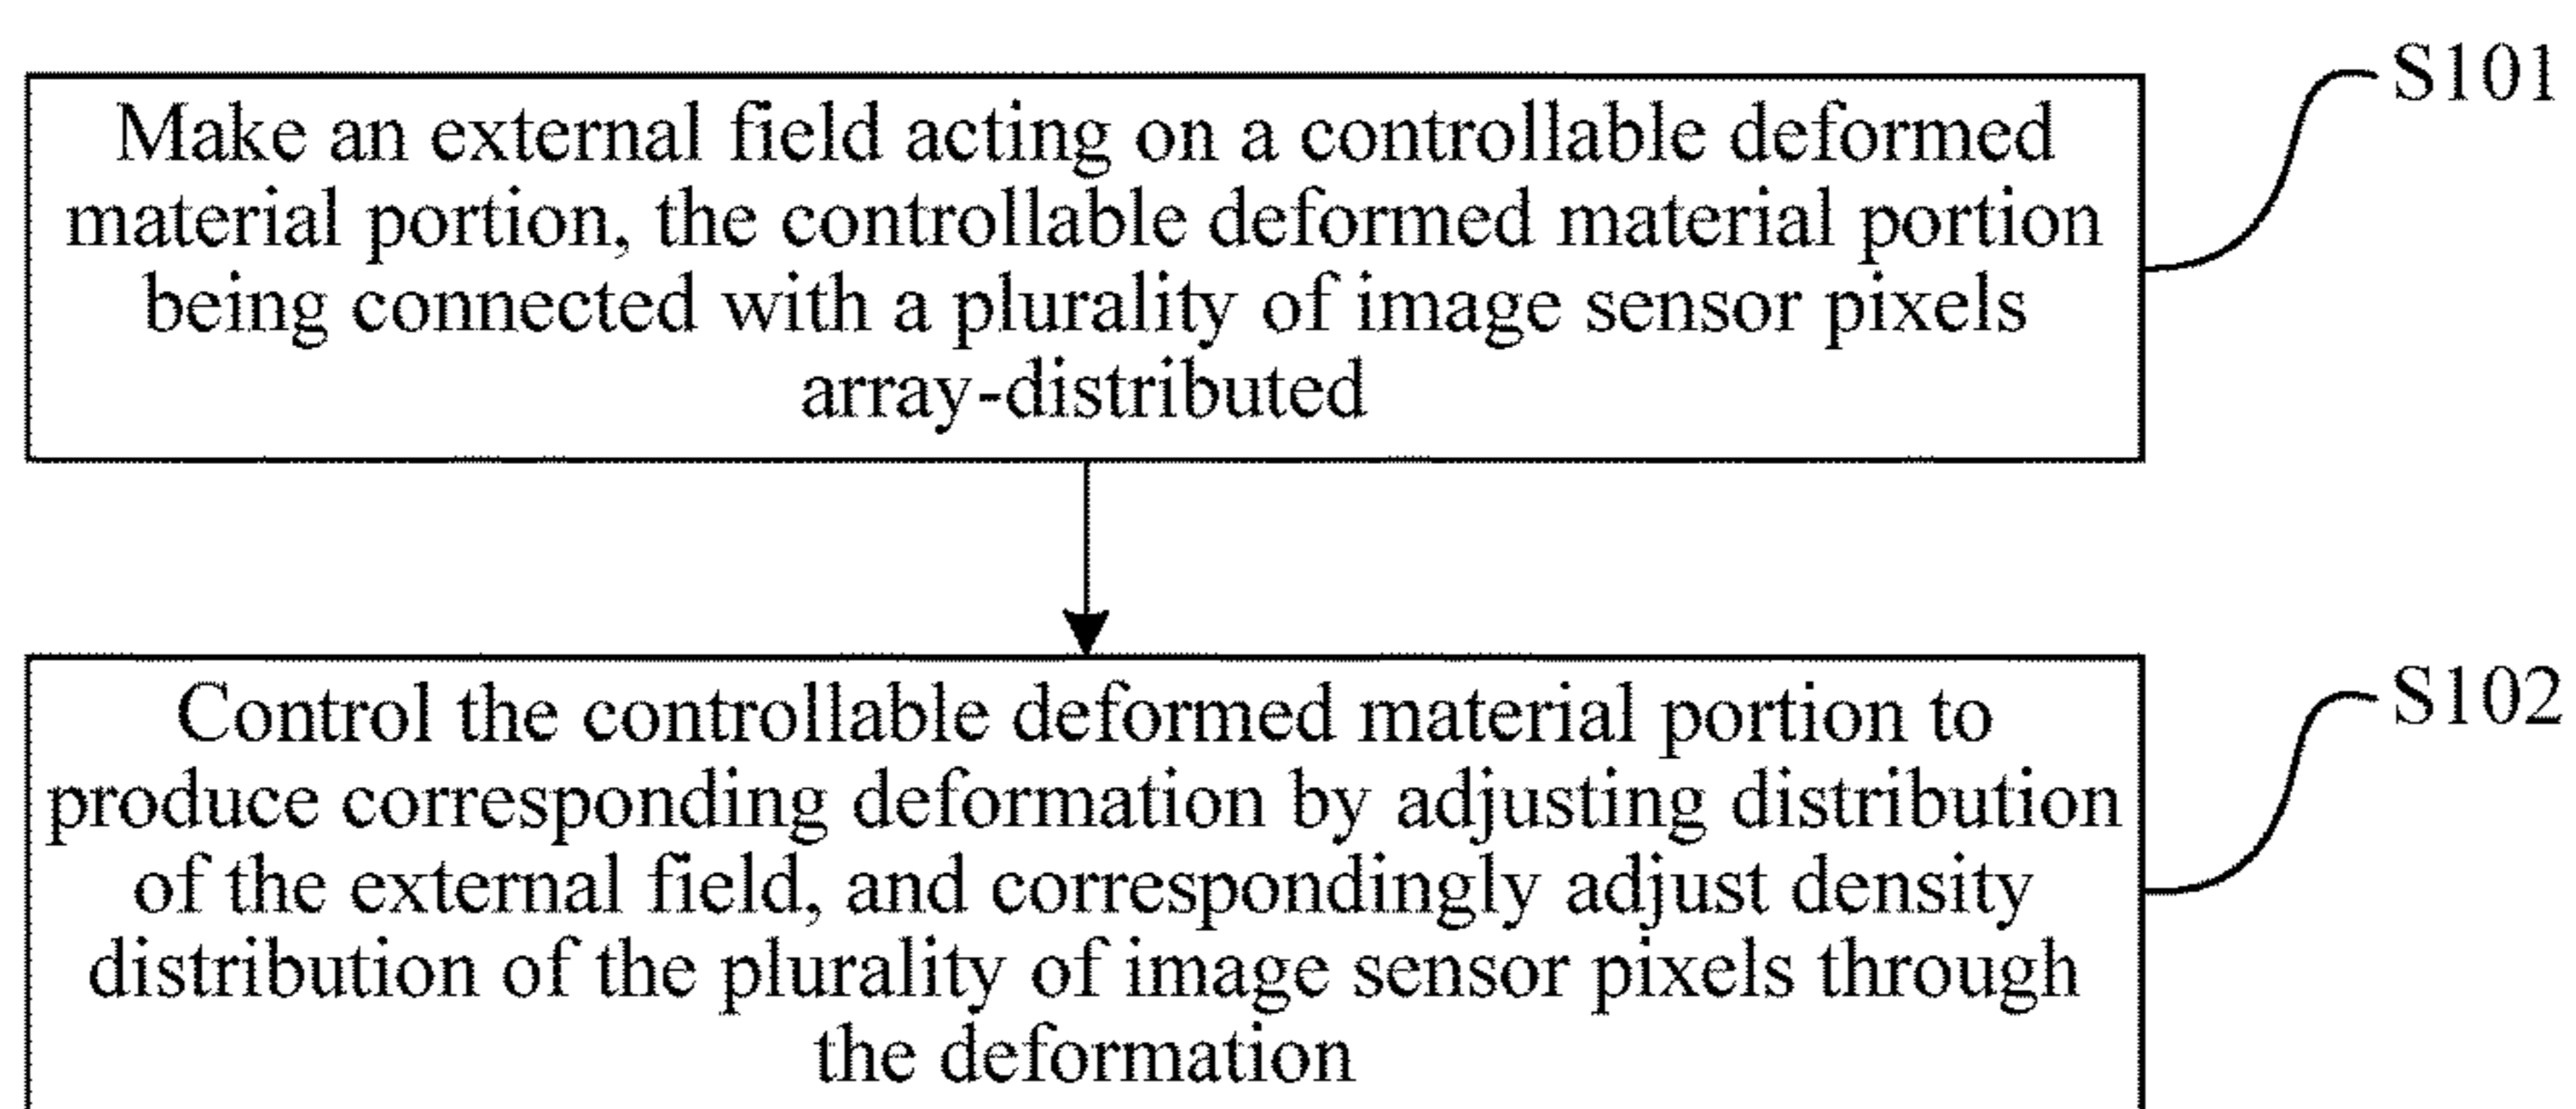 S101
Make an external field acting on a controllable deformed
material portion, the controllable deformed material portion
being connected with a plurality of image sensor pixels
array-distributed
S102
Control the controllable deformed material portion to
produce corresponding deformation by adjusting distribution
of the external field, and correspondingly adjust density
distribution of the plurality of image sensor pixels through
the deformation